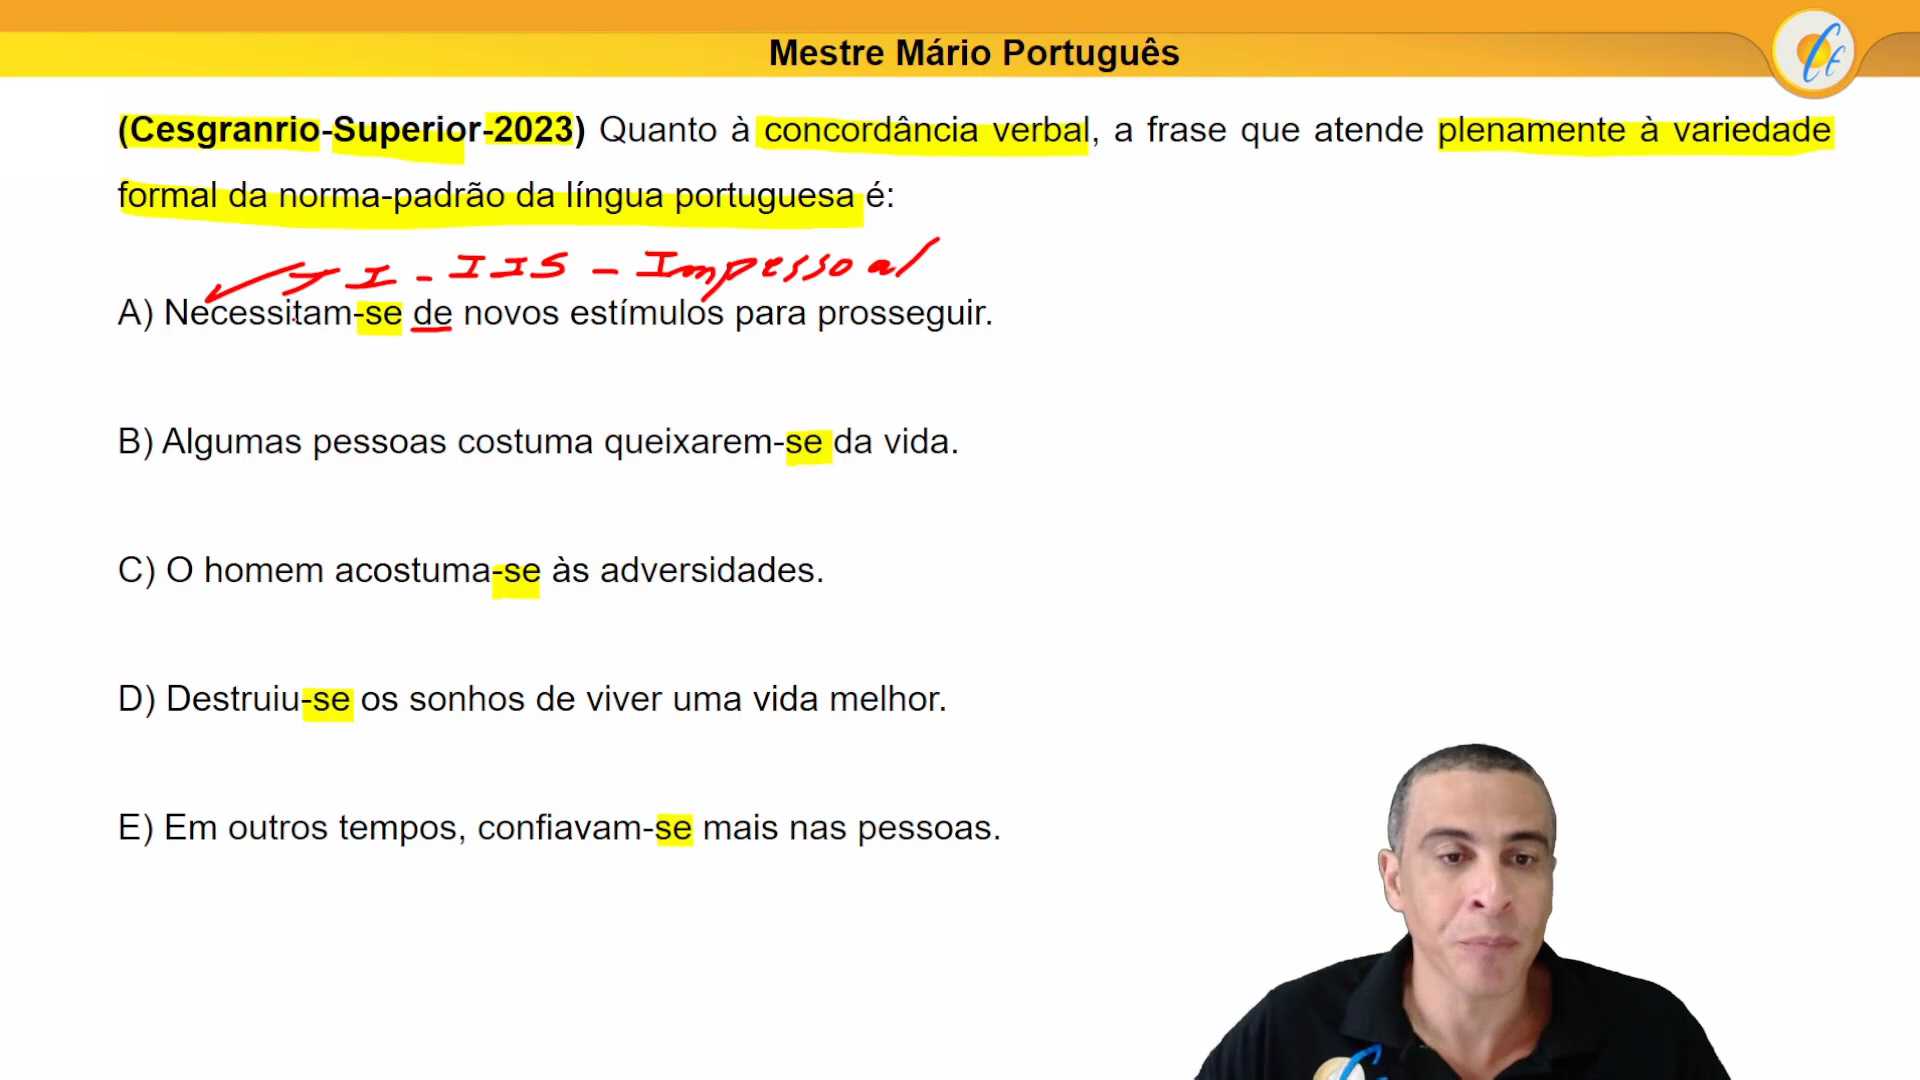 Mestre Mário Português
(Cesgranrio-Superior-2023) Quanto à concordância verbal, a frase que atende plenamente à variedade
formal da norma-padrão da língua portuguesa é:
I - IIS - Impessoal
A) Necessitam-se de novos estímulos para prosseguir.
B) Algumas pessoas costuma queixarem-se da vida.
C) O homem acostuma-se às adversidades.
D) Destruiu-se os sonhos de viver uma vida melhor.
E) Em outros tempos, confiavam-se mais nas pessoas.